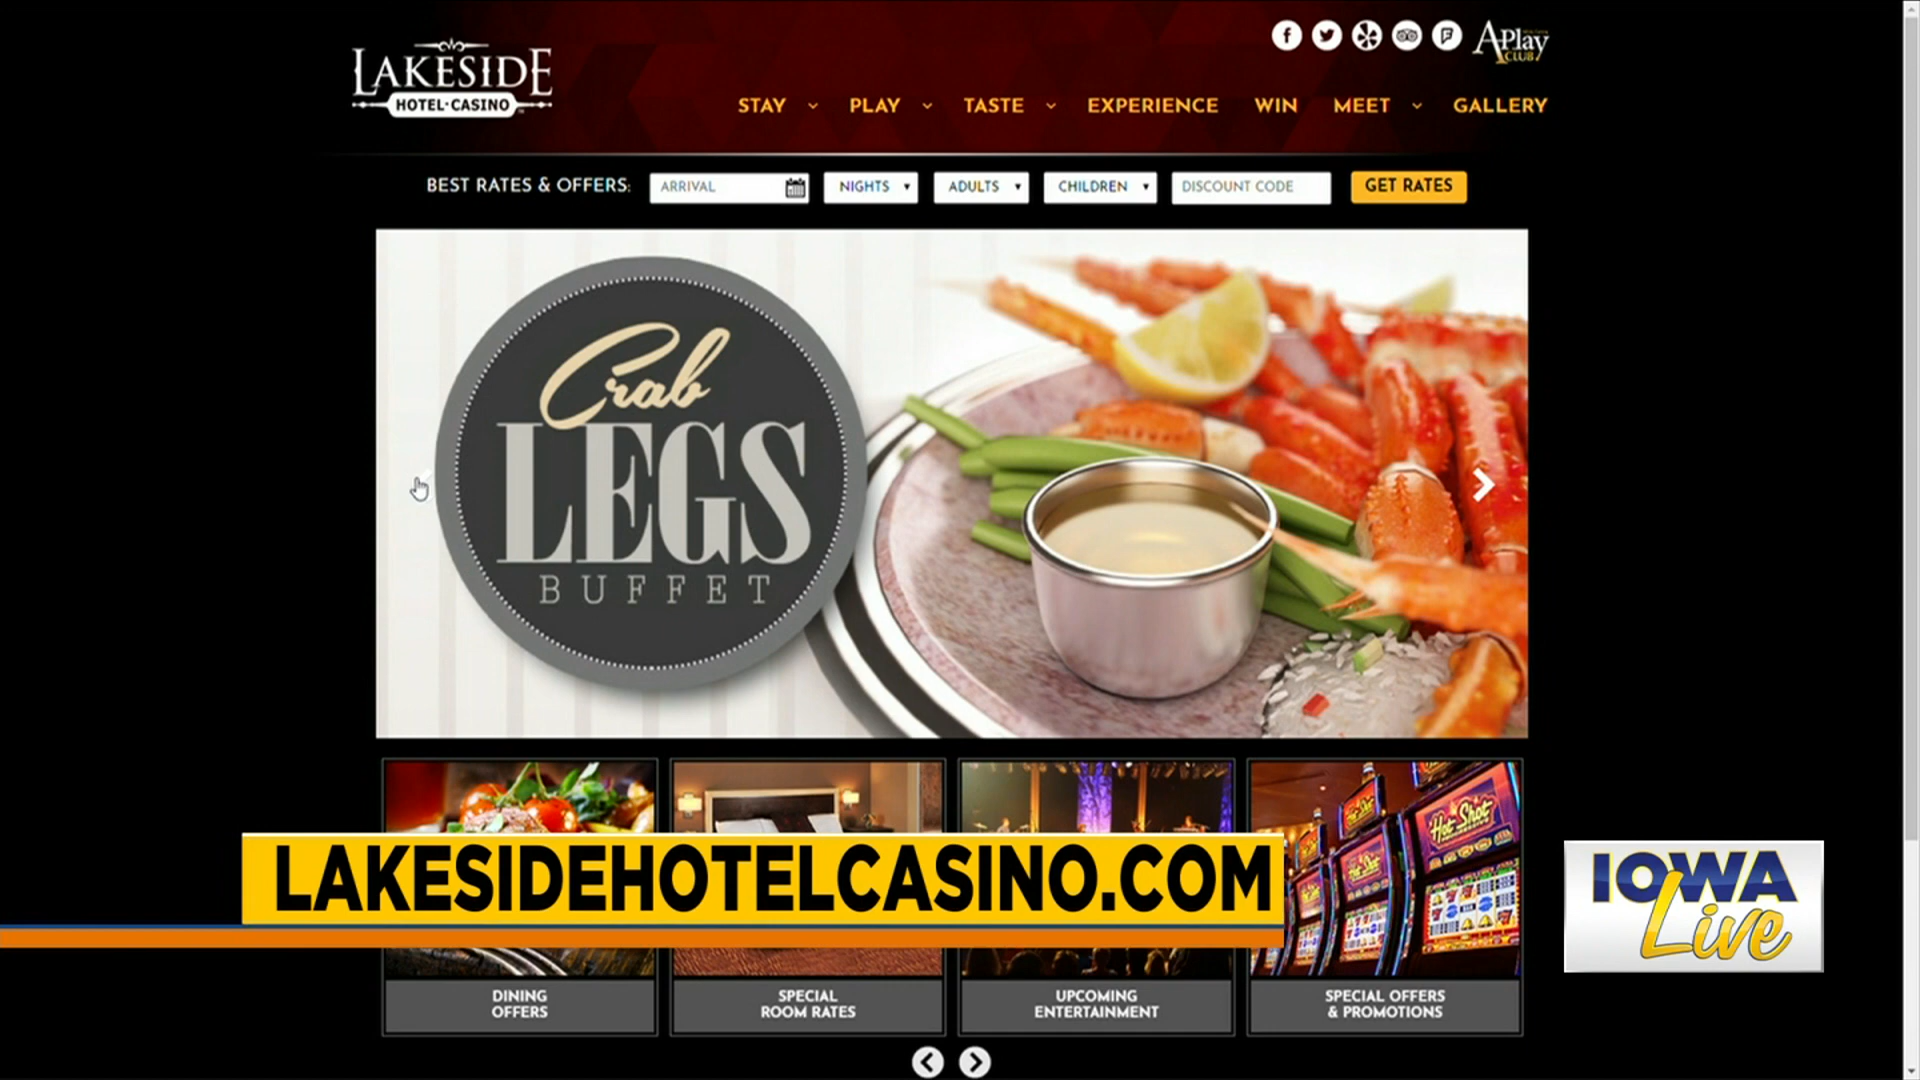 LAKESIDE
HOTEL·CASINO
APlay
CLUB
STAY PLAY TASTE EXPERIENCE WIN MEET GALLERY
BEST RATES & OFFERS: ARRIVAL NIGHTS ADULTS CHILDREN DISCOUNT CODE GET RATES
Crab
LEGS
BUFFET
Hot Shot
LAKESIDEHOTELCASINO.COM
IOWA
Live
DINING
OFFERS
SPECIAL
ROOM RATES
UPCOMING
ENTERTAINMENT
SPECIAL OFFERS
& PROMOTIONS